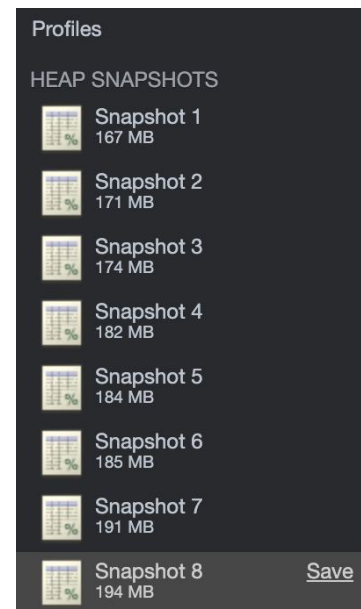 Profiles
HEAP SNAPSHOTS
Snapshot 1
167 MB
Snapshot 2
171 MB
Snapshot 3
174 MB
Snapshot 4
182 MB
Snapshot 5
184 MB
Snapshot 6
185 MB
Snapshot 7
191 MB
Snapshot 8 Save
194 MB